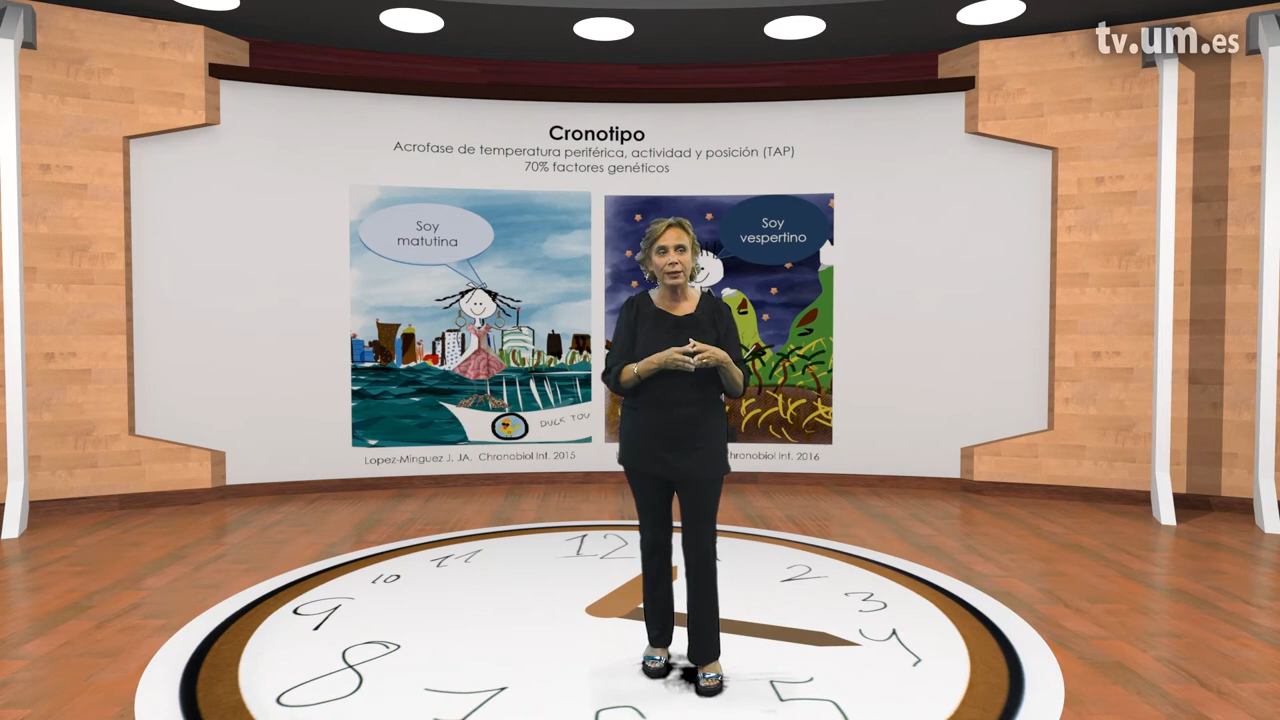 tv.um.es
Cronotipo
Acrofase de temperatura periférica, actividad y posición (TAP)
70% factores genéticos
Soy
matutina
Soy
vespertino
DUCK TOU
Lopez-Minguez J, JA. Chronobiol Int. 2015
Int. 2016
12
11
10
9
8
7
5
4
3
2